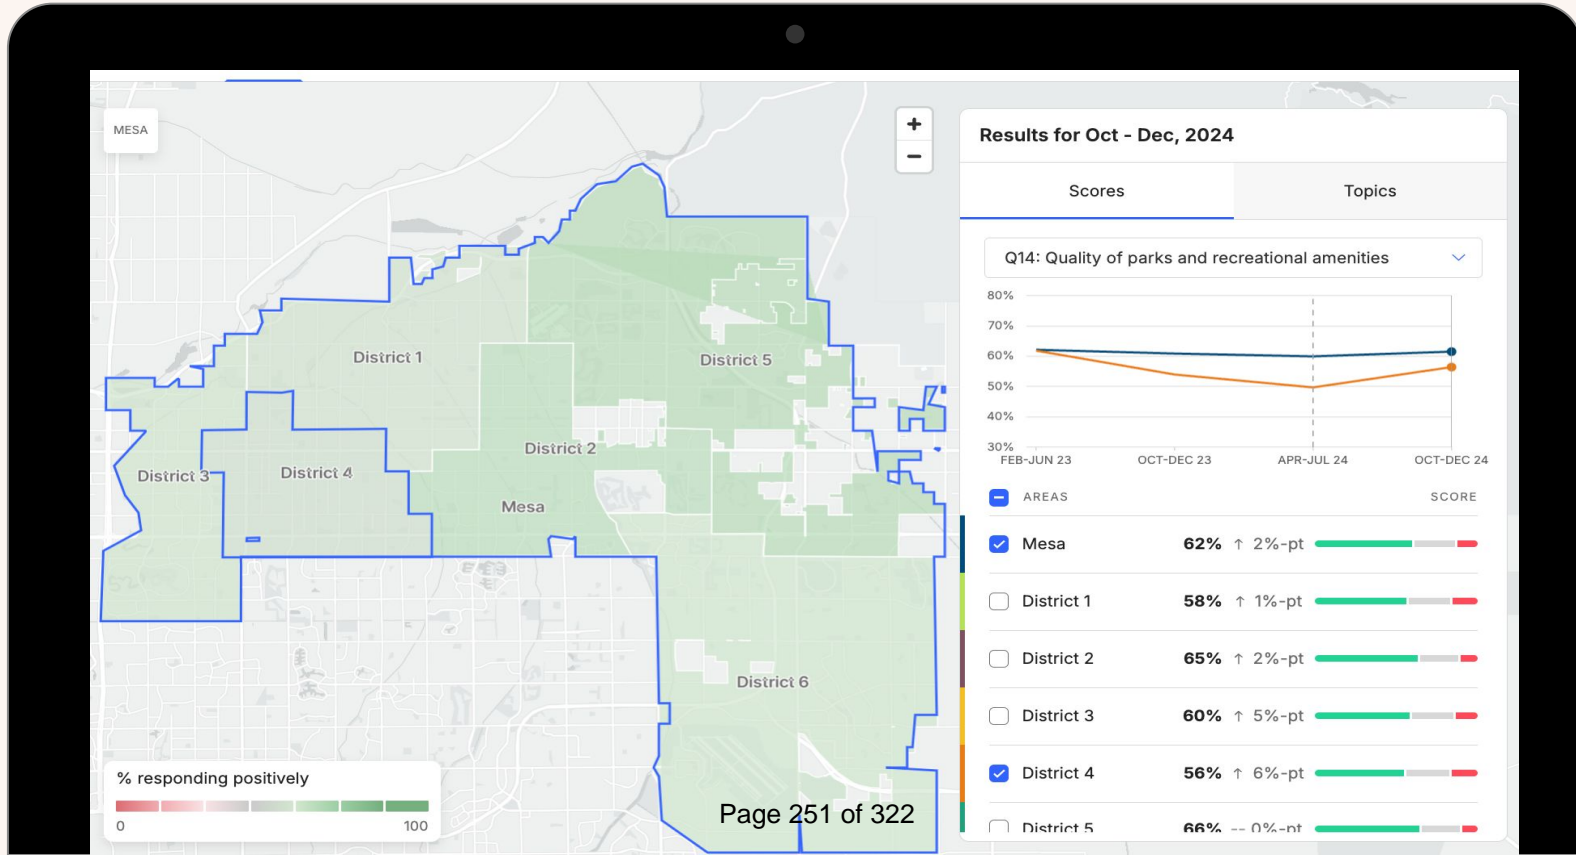 MESA
+
−
Results for Oct - Dec, 2024
Scores
Topics
Q14: Quality of parks and recreational amenities
80%
70%
60%
50%
40%
30%
FEB-JUN 23
OCT-DEC 23
APR-JUL 24
OCT-DEC 24
AREAS
SCORE
Mesa 62% ↑ 2%-pt
District 1 58% ↑ 1%-pt
District 2 65% ↑ 2%-pt
District 3 60% ↑ 5%-pt
District 4 56% ↑ 6%-pt
District 5 66% -- 0%-pt
District 1
District 5
District 2
District 3
District 4
Mesa
District 6
% responding positively
0
100
Page 251 of 322